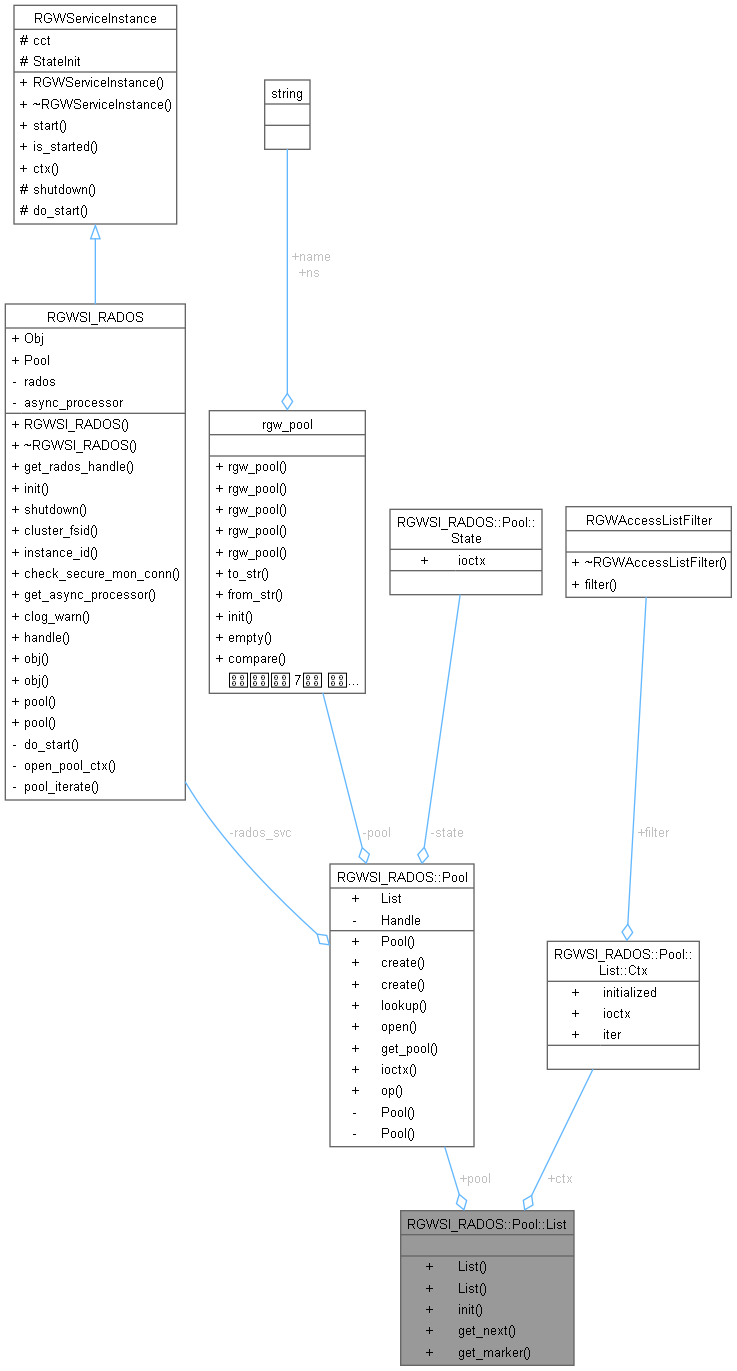 RGWServiceInstance
# cct
# StateInit
+ RGWServiceInstance()
+ ~RGWServiceInstance()
+ start()
+ is_started()
+ ctx()
# shutdown()
# do_start()
string
+name
+ns
RGWSI_RADOS
+ Obj
+ Pool
- rados
- async_processor
+ RGWSI_RADOS()
+ ~RGWSI_RADOS()
+ get_rados_handle()
+ init()
+ shutdown()
+ cluster_fsid()
+ instance_id()
+ check_secure_mon_conn()
+ get_async_processor()
+ clog_warn()
+ handle()
+ obj()
+ obj()
+ pool()
+ pool()
- do_start()
- open_pool_ctx()
- pool_iterate()
rgw_pool
+ rgw_pool()
+ rgw_pool()
+ rgw_pool()
+ rgw_pool()
+ rgw_pool()
+ to_str()
+ from_str()
+ init()
+ empty()
+ compare()
7 ...
RGWSI_RADOS::Pool::
State
+ ioctx
RGWAccessListFilter
+ ~RGWAccessListFilter()
+ filter()
-rados_svc
-pool
-state
+filter
RGWSI_RADOS::Pool
+ List
- Handle
+ Pool()
+ create()
+ create()
+ lookup()
+ open()
+ get_pool()
+ ioctx()
+ op()
- Pool()
- Pool()
RGWSI_RADOS::Pool::
List::Ctx
+ initialized
+ ioctx
+ iter
+pool
+ctx
RGWSI_RADOS::Pool::List
+ List()
+ List()
+ init()
+ get_next()
+ get_marker()